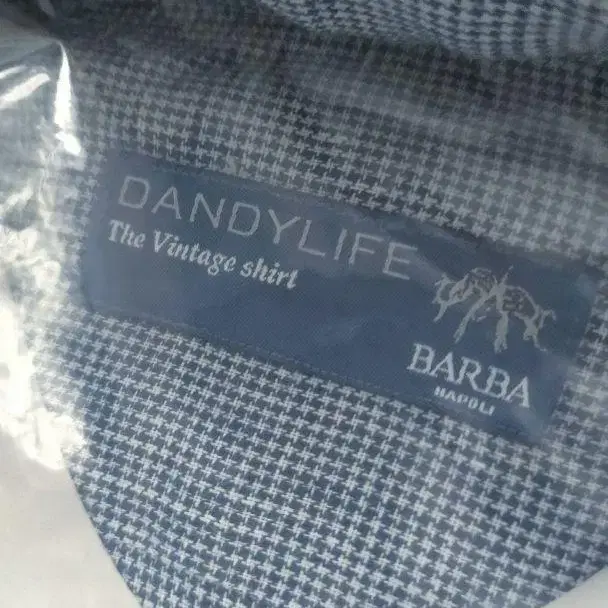 DANDYLIFE
The Vintage shirt
BARBA
NAPOLI